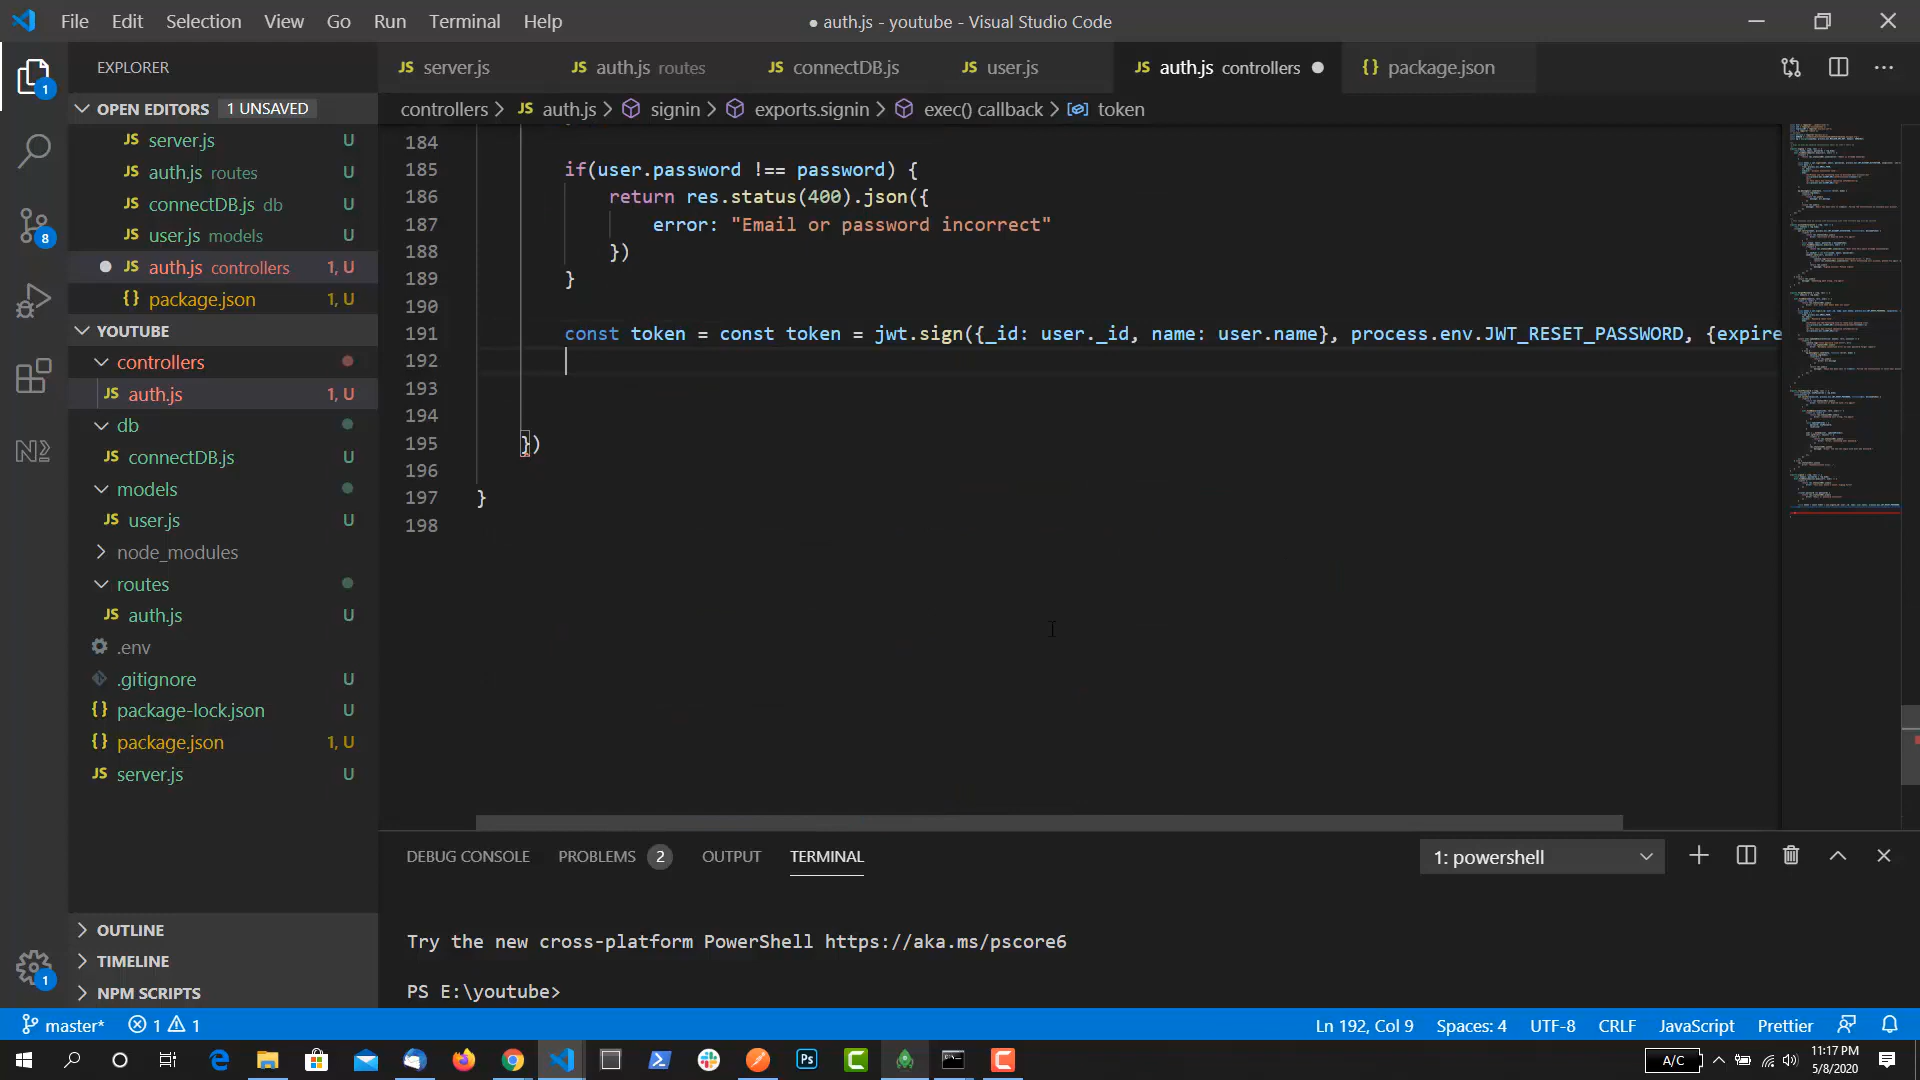 File Edit Selection View Go Run Terminal Help
● auth.js - youtube - Visual Studio Code
EXPLORER
JS server.js
JS auth.js routes
JS connectDB.js
JS user.js
JS auth.js controllers
{} package.json
OPEN EDITORS 1 UNSAVED
controllers > JS auth.js > signin > exports.signin > exec() callback > token
JS server.js U
JS auth.js routes U
JS connectDB.js db U
JS user.js models U
JS auth.js controllers 1, U
{} package.json 1, U
YOUTUBE
controllers
JS auth.js 1, U
db
JS connectDB.js U
models
JS user.js U
node_modules
routes
JS auth.js U
.env
.gitignore U
{} package-lock.json U
{} package.json 1, U
JS server.js U
OUTLINE
TIMELINE
NPM SCRIPTS
1
8
1
184
185 if(user.password !== password) {
186 return res.status(400).json({
187 error: "Email or password incorrect"
188 })
189 }
190
191 const token = const token = jwt.sign({_id: user._id, name: user.name}, process.env.JWT_RESET_PASSWORD, {expire
192
193
194
195 })
196
197 }
198
DEBUG CONSOLE PROBLEMS 2 OUTPUT TERMINAL
1: powershell
Try the new cross-platform PowerShell https://aka.ms/pscore6
PS E:\youtube>
master* 1 1
Ln 192, Col 9 Spaces: 4 UTF-8 CRLF JavaScript Prettier
Ps
A/C
11:17 PM
5/8/2020